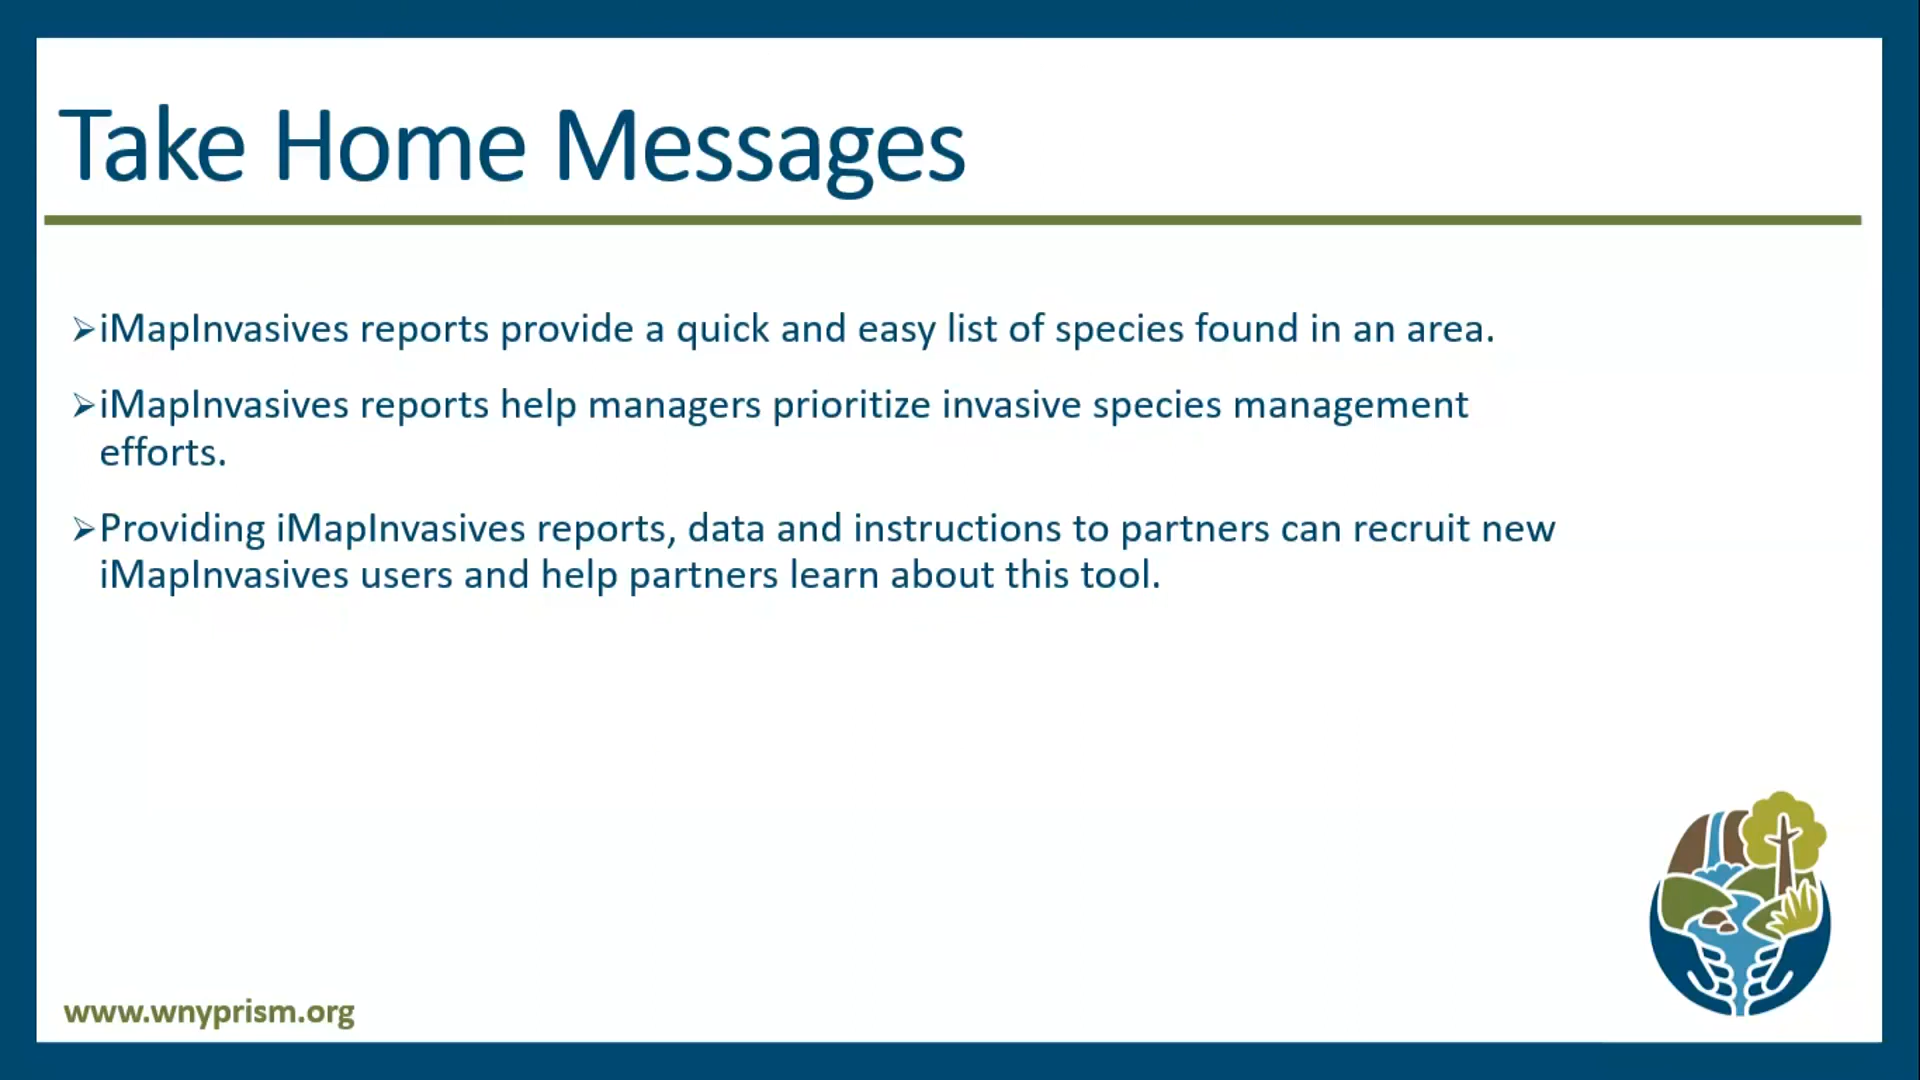 Take Home Messages
➢iMapInvasives reports provide a quick and easy list of species found in an area.
➢iMapInvasives reports help managers prioritize invasive species management
efforts.
➢Providing iMapInvasives reports, data and instructions to partners can recruit new
iMapInvasives users and help partners learn about this tool.
www.wnyprism.org